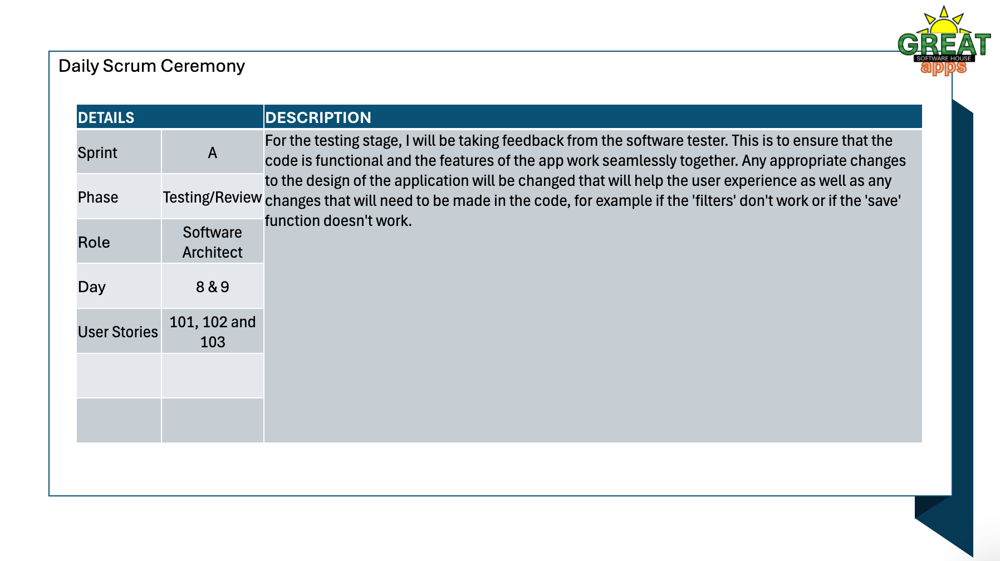 GREAT
SOFTWARE HOUSE
apps
Daily Scrum Ceremony
DETAILS
DESCRIPTION
Sprint
A
Phase
Testing/Review
Role
Software
Architect
Day
8 & 9
User Stories
101, 102 and
103
For the testing stage, I will be taking feedback from the software tester. This is to ensure that the
code is functional and the features of the app work seamlessly together. Any appropriate changes
to the design of the application will be changed that will help the user experience as well as any
changes that will need to be made in the code, for example if the 'filters' don't work or if the 'save'
function doesn't work.